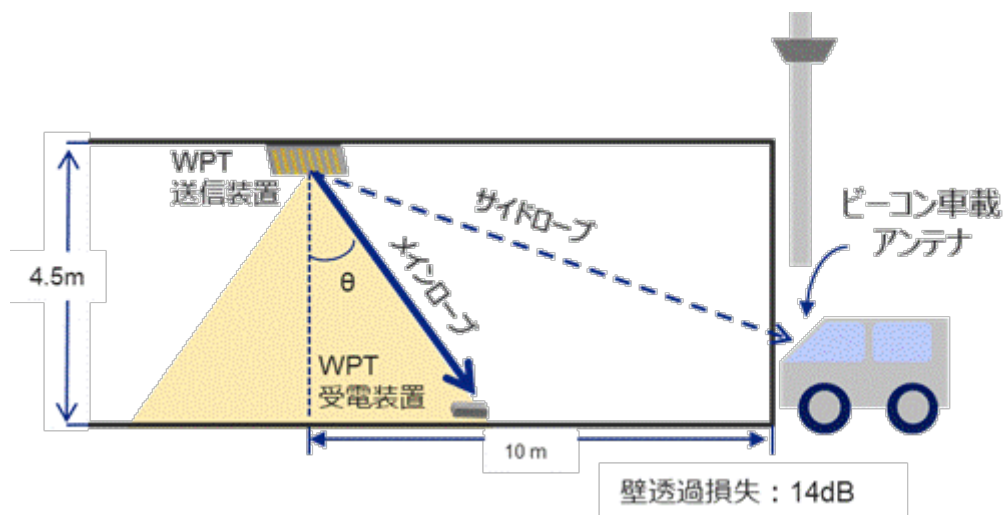 WPT
送信装置
サイドローブ
ビーコン車載
アンテナ
4.5m
θ
メインローブ
WPT
受電装置
10 m
壁透過損失：14dB